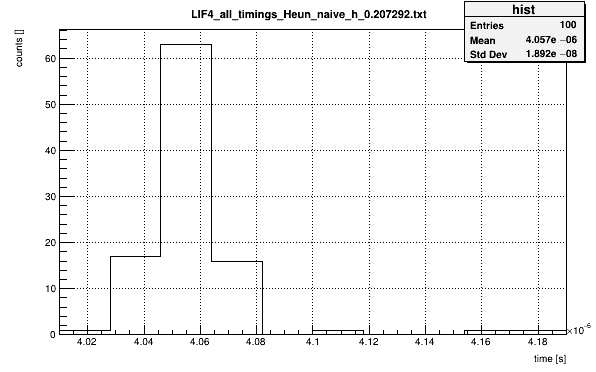 LIF4_all_timings_Heun_naive_h_0.207292.txt
hist
Entries 100
Mean 4.057e −06
Std Dev 1.892e −08
counts []
60
50
40
30
20
10
0
4.02 4.04 4.06 4.08 4.1 4.12 4.14 4.16 4.18
×10−6
time [s]